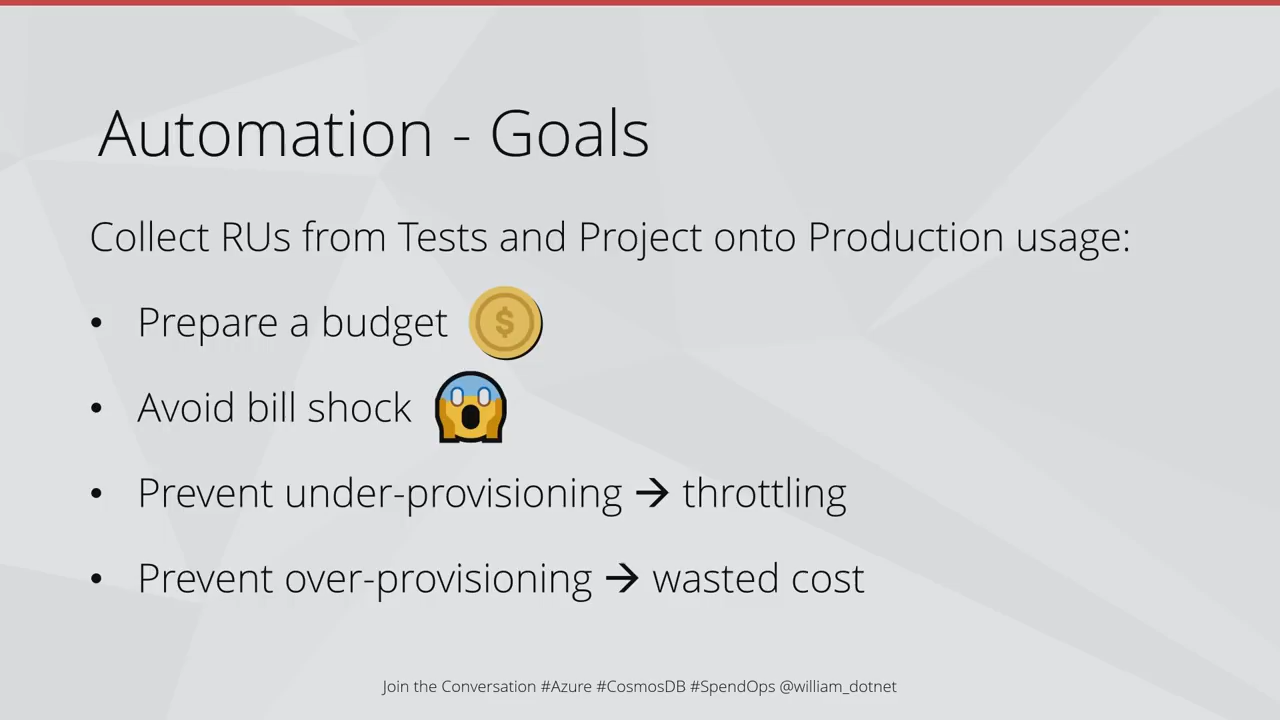 Automation - Goals
Collect RUs from Tests and Project onto Production usage:
• Prepare a budget
• Avoid bill shock
• Prevent under-provisioning → throttling
• Prevent over-provisioning → wasted cost
Join the Conversation #Azure #CosmosDB #SpendOps @william_dotnet